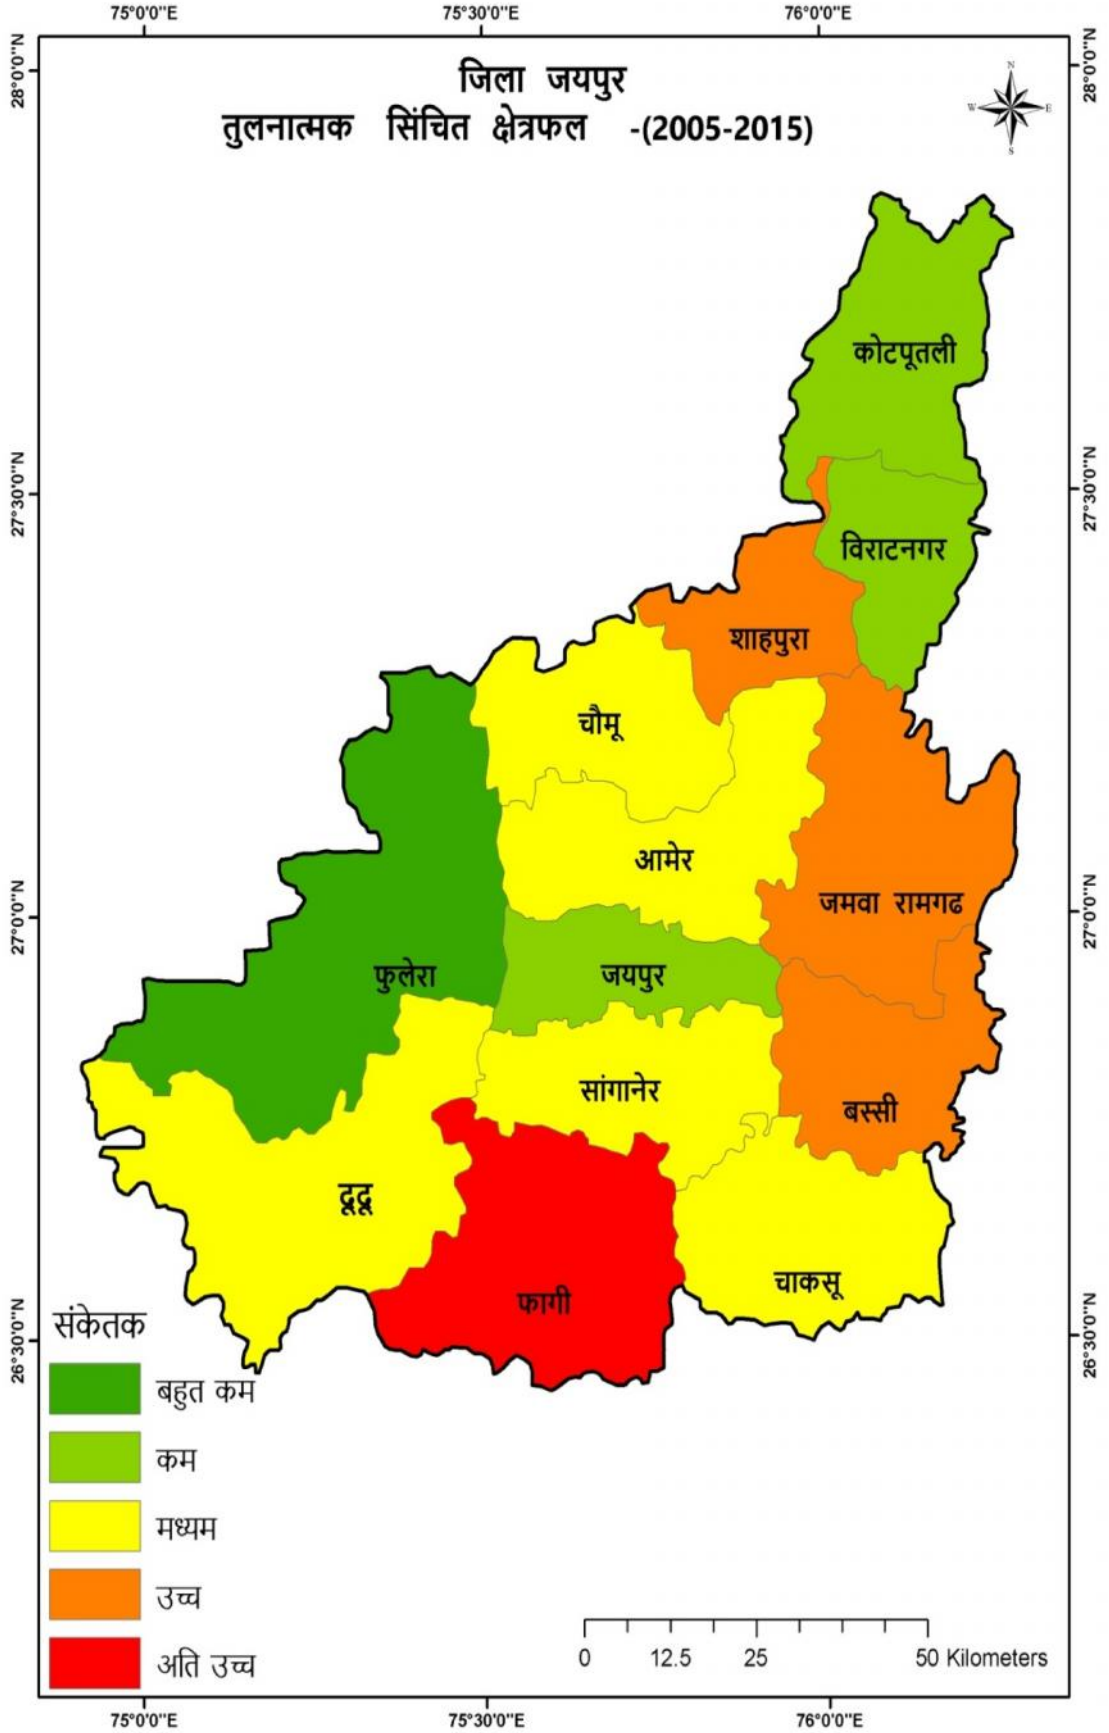 75°0'0"E 75°30'0"E 76°0'0"E
28°0'0"N 28°0'0"N
जिला जयपुर
तुलनात्मक सिंचित क्षेत्रफल -(2005-2015)
N
W E
S
कोटपूतली
27°30'0"N 27°30'0"N
विराटनगर
शाहपुरा
चौमू
आमेर
जमवा रामगढ
27°0'0"N 27°0'0"N
फुलेरा जयपुर
सांगानेर
बस्सी
दूदू
चाकसू
फागी
26°30'0"N 26°30'0"N
संकेतक
बहुत कम
कम
मध्यम
उच्च
अति उच्च
0 12.5 25 50 Kilometers
75°0'0"E 75°30'0"E 76°0'0"E